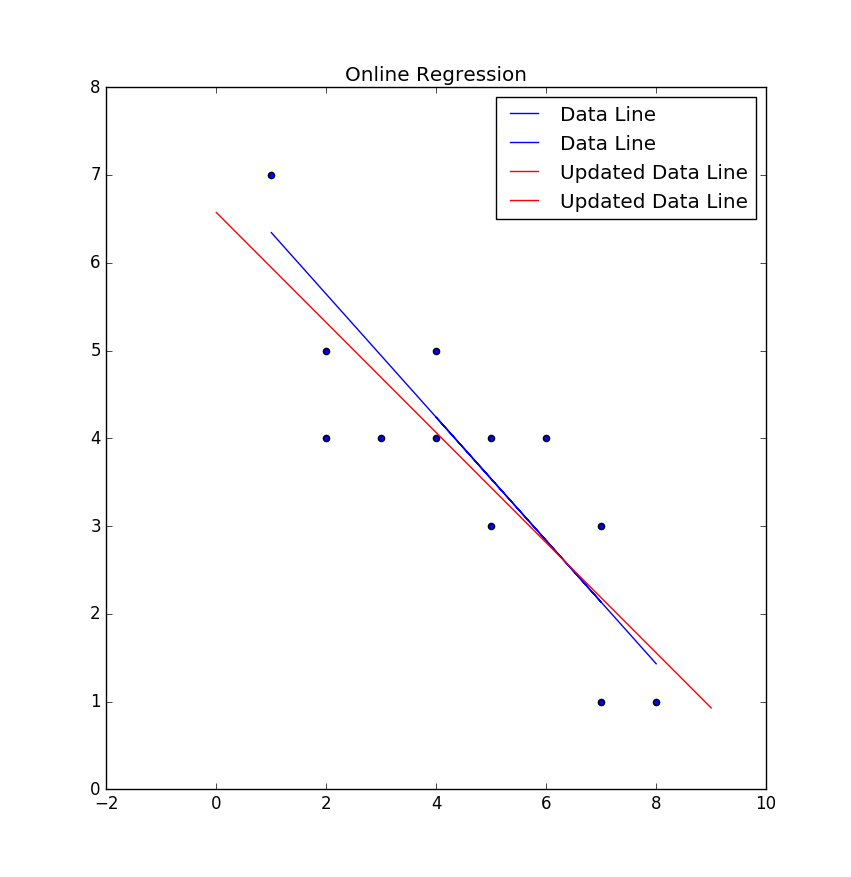 Online Regression
8
Data Line
Data Line
7
Updated Data Line
Updated Data Line
6
5
4
3
2
1
0
−2 0 2 4 6 8 10